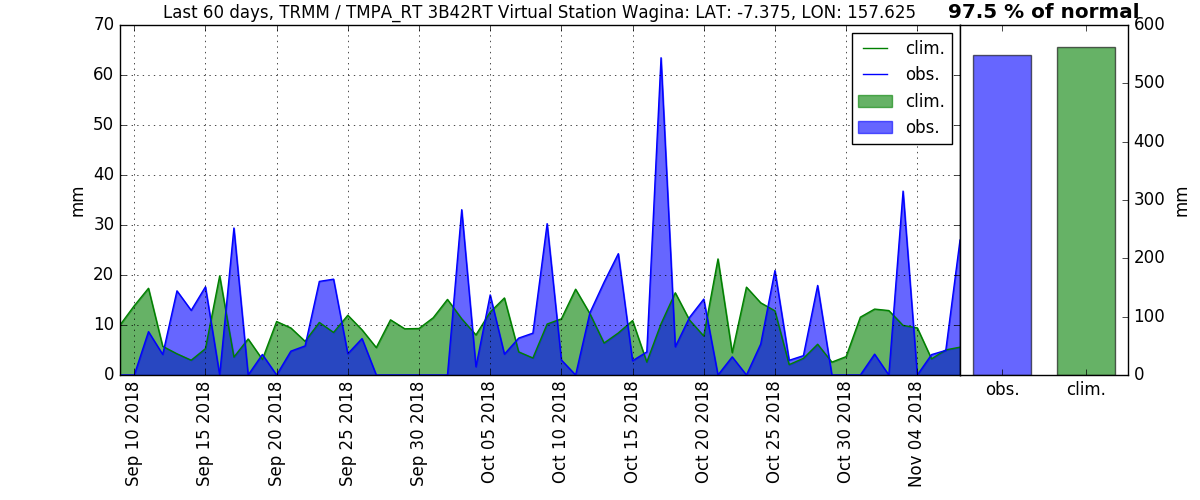 Last 60 days, TRMM / TMPA_RT 3B42RT Virtual Station Wagina: LAT: -7.375, LON: 157.625
97.5 % of normal
70
60
50
40
30
20
10
0
mm
clim.
obs.
clim.
obs.
600
500
400
300
200
100
0
mm
obs.
clim.
Sep 10 2018
Sep 15 2018
Sep 20 2018
Sep 25 2018
Sep 30 2018
Oct 05 2018
Oct 10 2018
Oct 15 2018
Oct 20 2018
Oct 25 2018
Oct 30 2018
Nov 04 2018